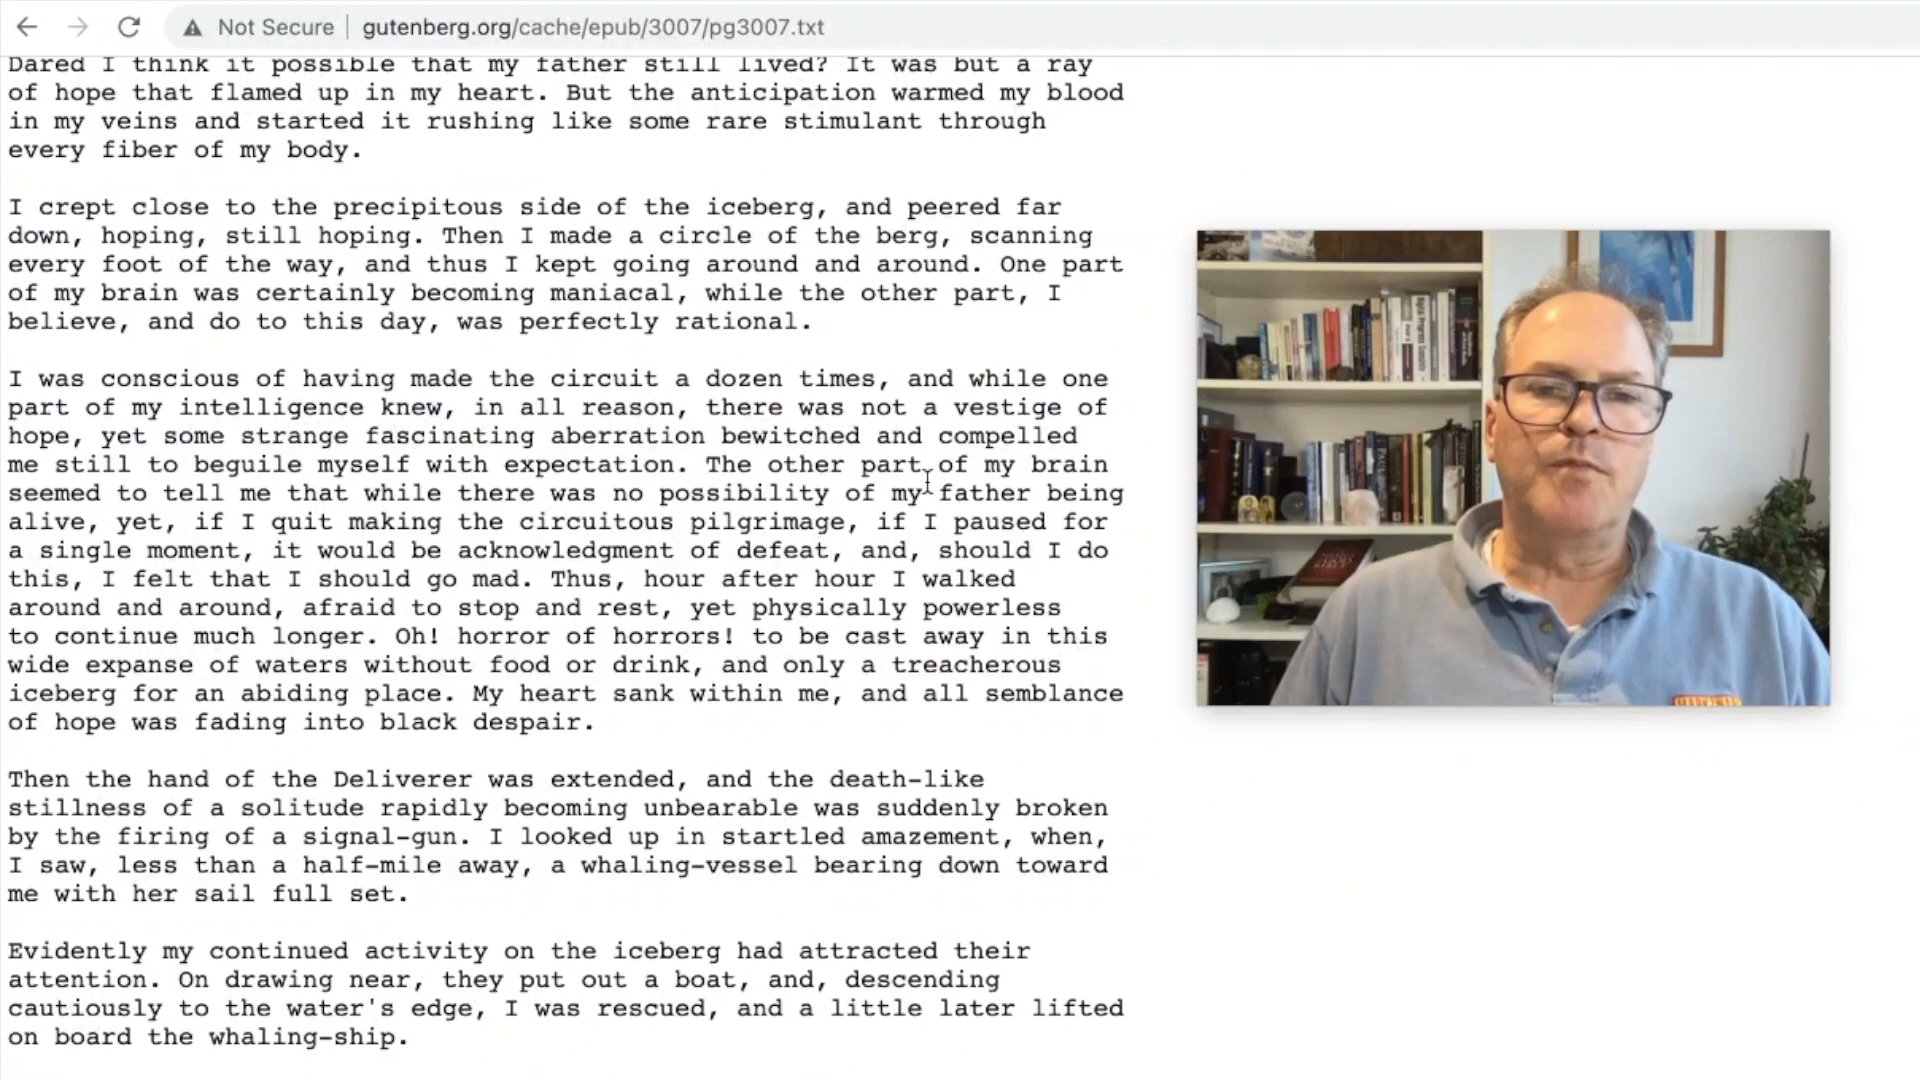 Not Secure
gutenberg.org/cache/epub/3007/pg3007.txt
Dared I think it possible that my father still lived? It was but a ray
of hope that flamed up in my heart. But the anticipation warmed my blood
in my veins and started it rushing like some rare stimulant through
every fiber of my body.
I crept close to the precipitous side of the iceberg, and peered far
down, hoping, still hoping. Then I made a circle of the berg, scanning
every foot of the way, and thus I kept going around and around. One part
of my brain was certainly becoming maniacal, while the other part, I
believe, and do to this day, was perfectly rational.
I was conscious of having made the circuit a dozen times, and while one
part of my intelligence knew, in all reason, there was not a vestige of
hope, yet some strange fascinating aberration bewitched and compelled
me still to beguile myself with expectation. The other part of my brain
seemed to tell me that while there was no possibility of my father being
alive, yet, if I quit making the circuitous pilgrimage, if I paused for
a single moment, it would be acknowledgment of defeat, and, should I do
this, I felt that I should go mad. Thus, hour after hour I walked
around and around, afraid to stop and rest, yet physically powerless
to continue much longer. Oh! horror of horrors! to be cast away in this
wide expanse of waters without food or drink, and only a treacherous
iceberg for an abiding place. My heart sank within me, and all semblance
of hope was fading into black despair.
Then the hand of the Deliverer was extended, and the death-like
stillness of a solitude rapidly becoming unbearable was suddenly broken
by the firing of a signal-gun. I looked up in startled amazement, when,
I saw, less than a half-mile away, a whaling-vessel bearing down toward
me with her sail full set.
Evidently my continued activity on the iceberg had attracted their
attention. On drawing near, they put out a boat, and, descending
cautiously to the water's edge, I was rescued, and a little later lifted
on board the whaling-ship.